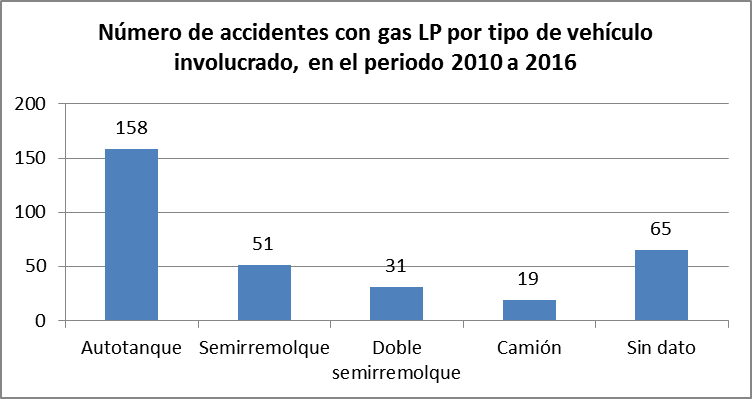 Número de accidentes con gas LP por tipo de vehículo
involucrado, en el periodo 2010 a 2016
200
150
100
50
0
158
51
31
19
65
Autotanque
Semirremolque
Doble
semirremolque
Camión
Sin dato